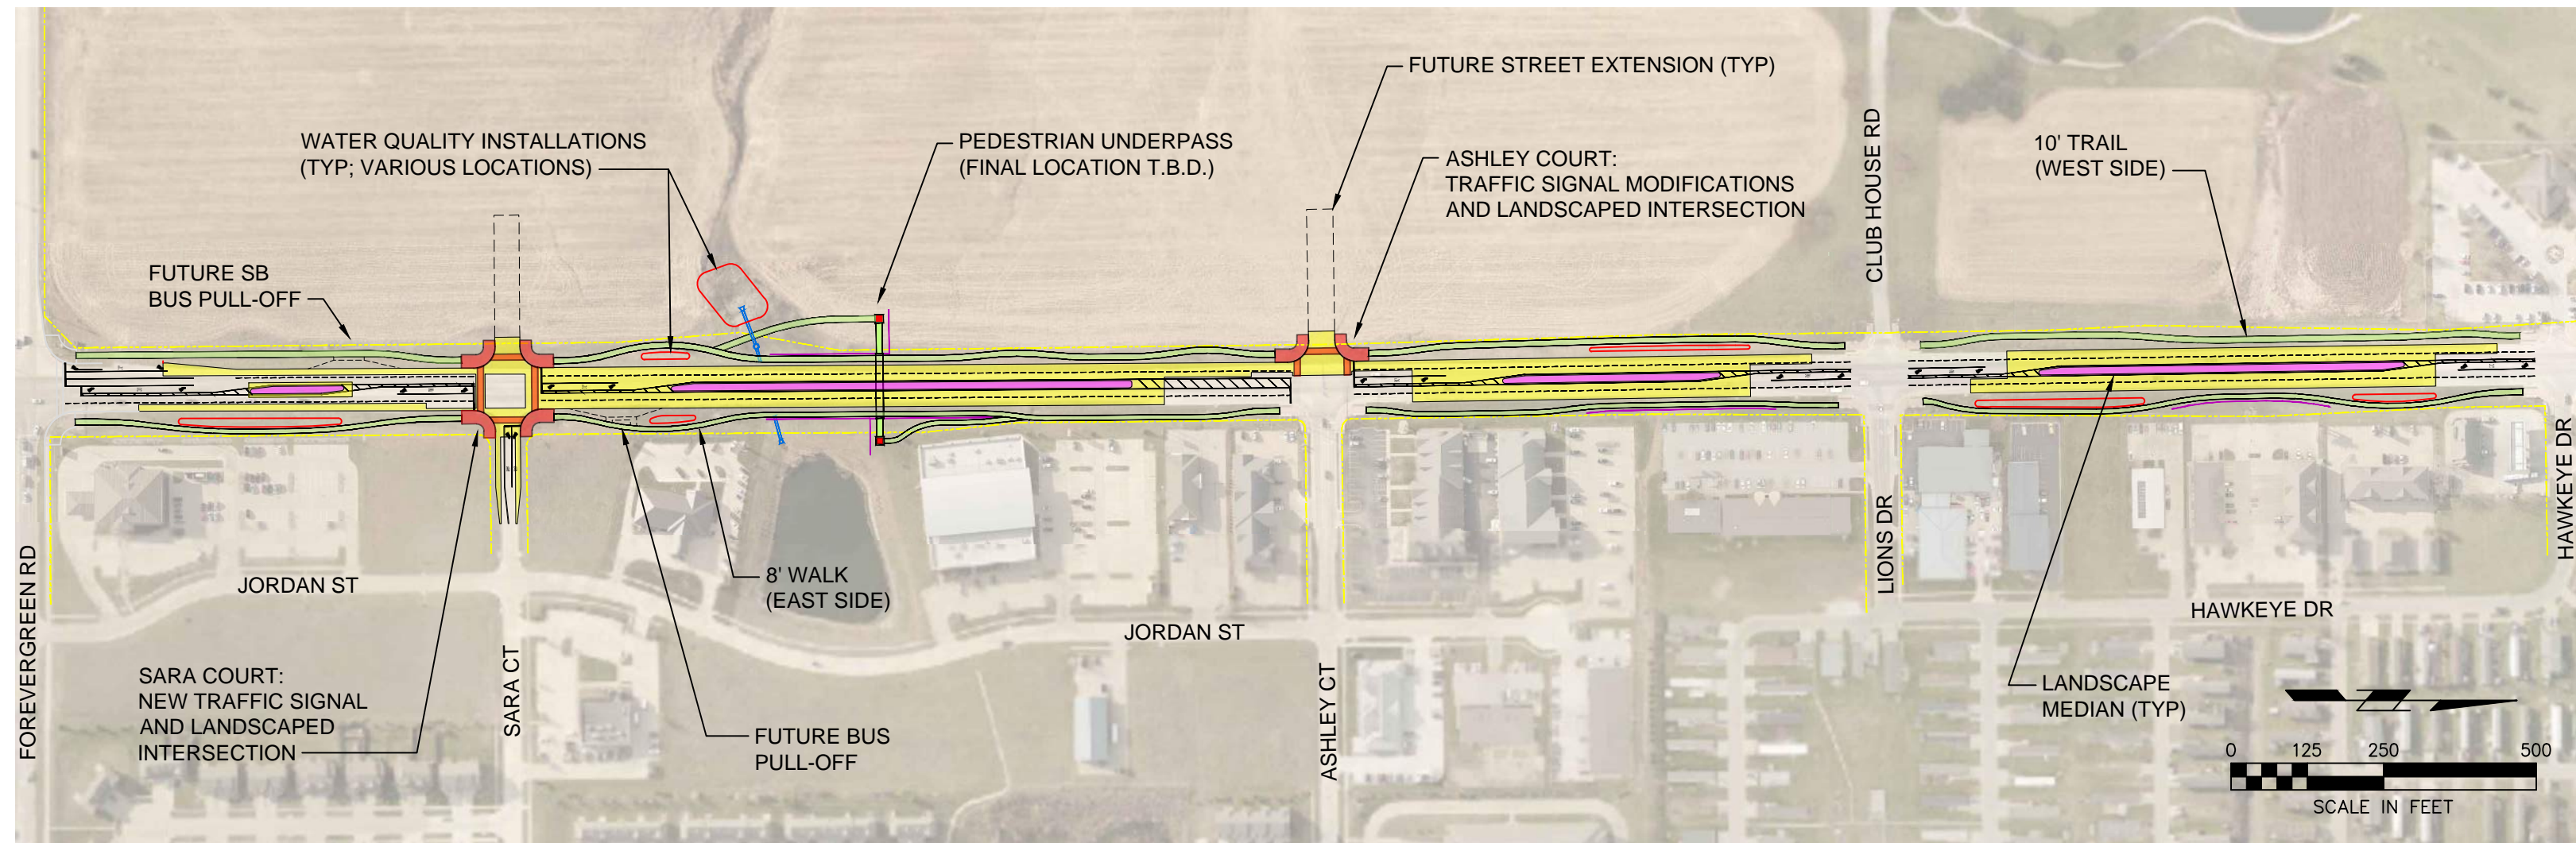 FUTURE STREET EXTENSION (TYP)
WATER QUALITY INSTALLATIONS
(TYP; VARIOUS LOCATIONS)
PEDESTRIAN UNDERPASS
(FINAL LOCATION T.B.D.)
ASHLEY COURT:
TRAFFIC SIGNAL MODIFICATIONS
AND LANDSCAPED INTERSECTION
CLUB HOUSE RD
10' TRAIL
(WEST SIDE)
FUTURE SB
BUS PULL-OFF
FOREVERGREEN RD
JORDAN ST
SARA CT
8' WALK
(EAST SIDE)
JORDAN ST
ASHLEY CT
LIONS DR
HAWKEYE DR
HAWKEYE DR
SARA COURT:
NEW TRAFFIC SIGNAL
AND LANDSCAPED
INTERSECTION
FUTURE BUS
PULL-OFF
LANDSCAPE
MEDIAN (TYP)
Z
0 125 250 500
SCALE IN FEET